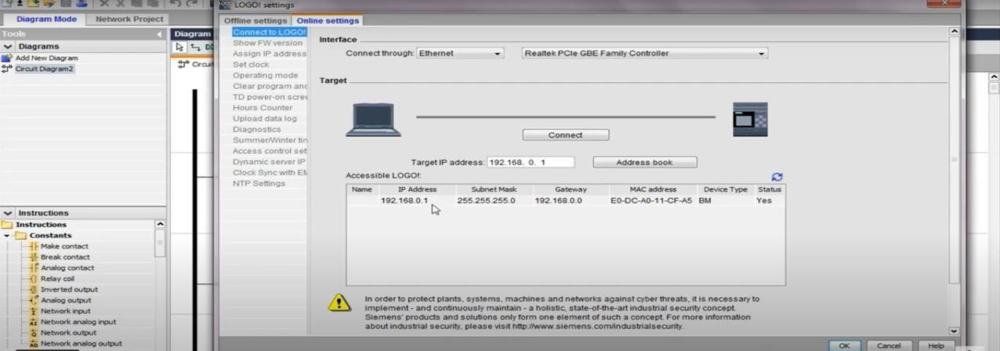 LOGO! settings
Diagram Mode
Network Project
Offline settings
Online settings
Tools
Diagrams
Add New Diagram
Circuit Diagram2
Diagram
Connect to LOGO!
Show FW version
Assign IP address
Set clock
Operating mode
Clear program and
TD power-on scree
Hours Counter
Upload data log
Diagnostics
Summer/Winter tin
Access control set
Dynamic server IP
Clock Sync with EM
NTP Settings
Interface
Connect through: Ethernet Realtek PCIe GBE Family Controller
Target
Connect
Target IP address: 192.168. 0. 1 Address book
Accessible LOGO!:
Name IP Address Subnet Mask Gateway MAC address Device Type Status
192.168.0.1 255.255.255.0 192.168.0.0 E0-DC-A0-11-CF-A5 BM Yes
In order to protect plants, systems, machines and networks against cyber threats, it is necessary to
implement - and continuously maintain - a holistic, state-of-the-art industrial security concept.
Siemens' products and solutions only form one element of such a concept. For more information
about industrial security, please visit http://www.siemens.com/industrialsecurity.
OK Cancel Help
Instructions
Instructions
Constants
Make contact
Break contact
Analog contact
Relay coil
Inverted output
Analog output
Network input
Network analog input
Network output
Network analog output